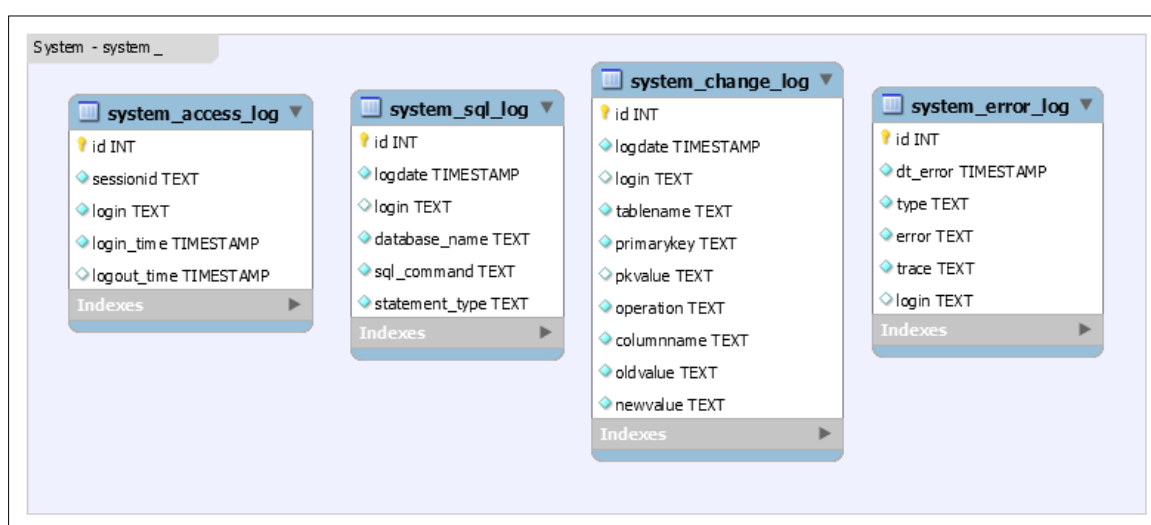 System - system_
system_access_log
id INT
sessionid TEXT
login TEXT
login_time TIMESTAMP
logout_time TIMESTAMP
Indexes
system_sql_log
id INT
logdate TIMESTAMP
login TEXT
database_name TEXT
sql_command TEXT
statement_type TEXT
Indexes
system_change_log
id INT
logdate TIMESTAMP
login TEXT
tablename TEXT
primarykey TEXT
pkvalue TEXT
operation TEXT
columnname TEXT
oldvalue TEXT
newvalue TEXT
Indexes
system_error_log
id INT
dt_error TIMESTAMP
type TEXT
error TEXT
trace TEXT
login TEXT
Indexes